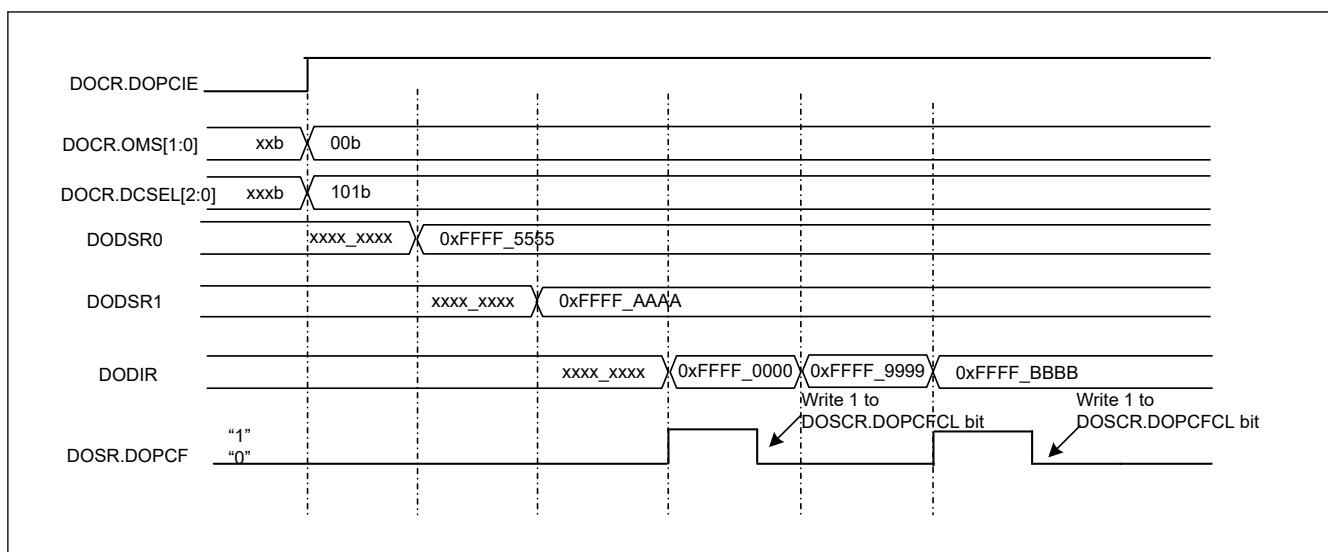 DOCR.DOPCIE
DOCR.OMS[1:0] xxb 00b
DOCR.DCSEL[2:0] xxxb 101b
DODSR0 xxxx_xxxx 0xFFFF_5555
DODSR1 xxxx_xxxx 0xFFFF_AAAA
DODIR xxxx_xxxx 0xFFFF_0000 0xFFFF_9999 0xFFFF_BBBB
Write 1 to Write 1 to
DOSCR.DOPCFCL bit DOSCR.DOPCFCL bit
“1”
DOSR.DOPCF “0”